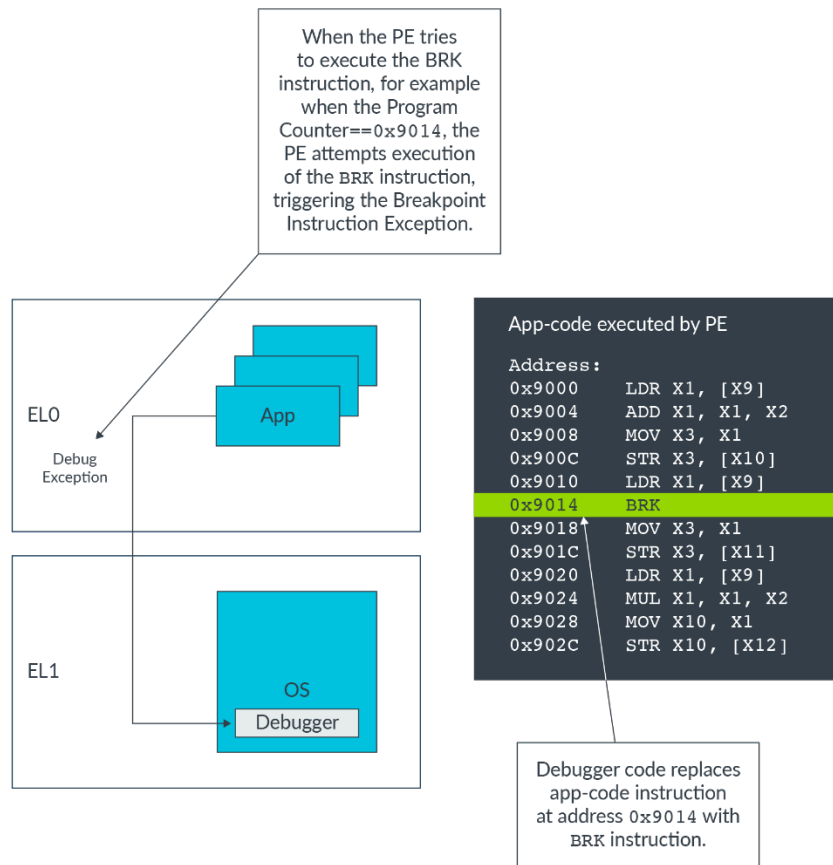 When the PE tries
to execute the BRK
instruction, for example
when the Program
Counter==0x9014, the
PE attempts execution
of the BRK instruction,
triggering the Breakpoint
Instruction Exception.
EL0
App
Debug
Exception
EL1
OS
Debugger
App-code executed by PE
Address:
0x9000 LDR X1, [X9]
0x9004 ADD X1, X1, X2
0x9008 MOV X3, X1
0x900C STR X3, [X10]
0x9010 LDR X1, [X9]
0x9014 BRK
0x9018 MOV X3, X1
0x901C STR X3, [X11]
0x9020 LDR X1, [X9]
0x9024 MUL X1, X1, X2
0x9028 MOV X10, X1
0x902C STR X10, [X12]
Debugger code replaces
app-code instruction
at address 0x9014 with
BRK instruction.